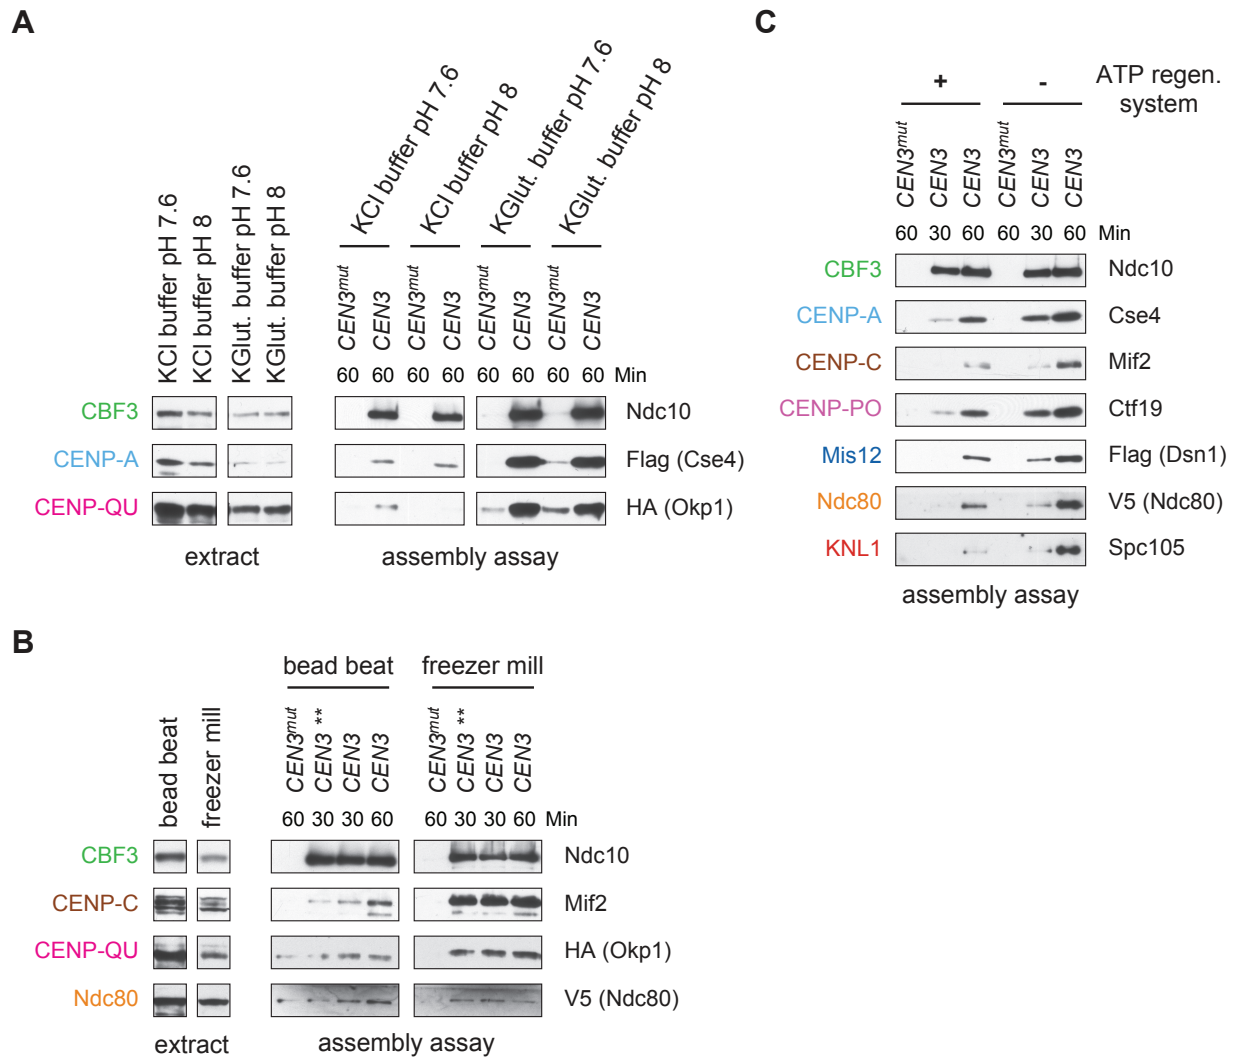 A
KCl buffer pH 7.6
KCl buffer pH 8
KGlut. buffer pH 7.6
KGlut. buffer pH 8
KCl buffer pH 7.6
KCl buffer pH 8
KGlut. buffer pH 7.6
KGlut. buffer pH 8
CEN3mut CEN3 CEN3mut CEN3 CEN3mut CEN3 CEN3mut CEN3
60 60 60 60 60 60 60 60 Min
CBF3 Ndc10
CENP-A Flag (Cse4)
CENP-QU HA (Okp1)
extract assembly assay
B
bead beat freezer mill
bead beat
freezer mill
CEN3mut CEN3 ** CEN3 CEN3 CEN3mut CEN3 ** CEN3 CEN3
60 30 30 60 60 30 30 60 Min
CBF3 Ndc10
CENP-C Mif2
CENP-QU HA (Okp1)
Ndc80 V5 (Ndc80)
extract assembly assay
C
+ - ATP regen.
system
CEN3mut CEN3 CEN3 CEN3mut CEN3 CEN3
60 30 60 60 30 60 Min
CBF3 Ndc10
CENP-A Cse4
CENP-C Mif2
CENP-PO Ctf19
Mis12 Flag (Dsn1)
Ndc80 V5 (Ndc80)
KNL1 Spc105
assembly assay